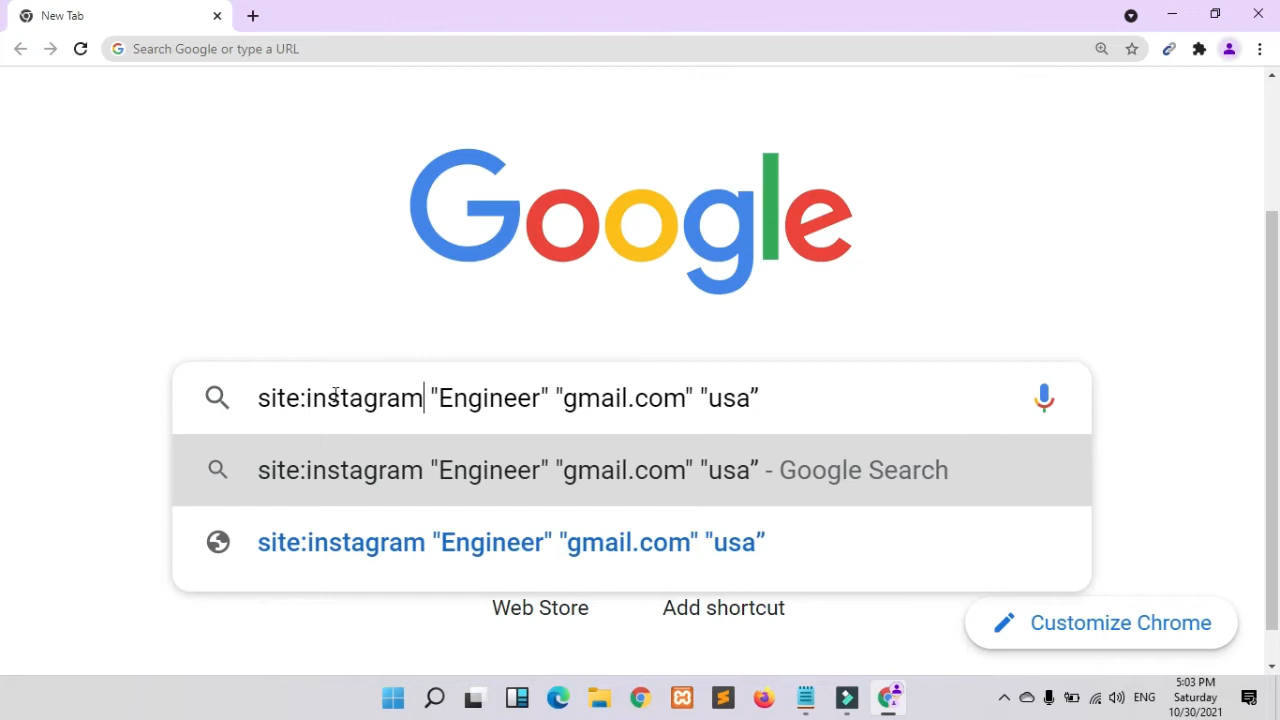 New Tab
Search Google or type a URL
Google
site:instagram "Engineer" "gmail.com" "usa”
site:instagram "Engineer" "gmail.com" "usa” - Google Search
site:instagram "Engineer" "gmail.com" "usa”
Web Store Add shortcut
Customize Chrome
ENG
5:03 PM
Saturday
10/30/2021